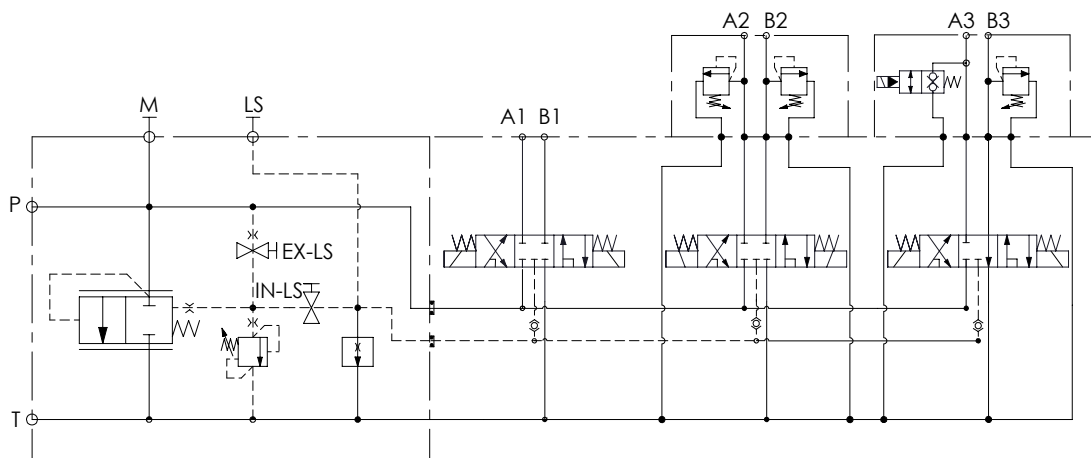 A2 B2
A3 B3
M
LS
A1 B1
P
EX-LS
IN-LS
T